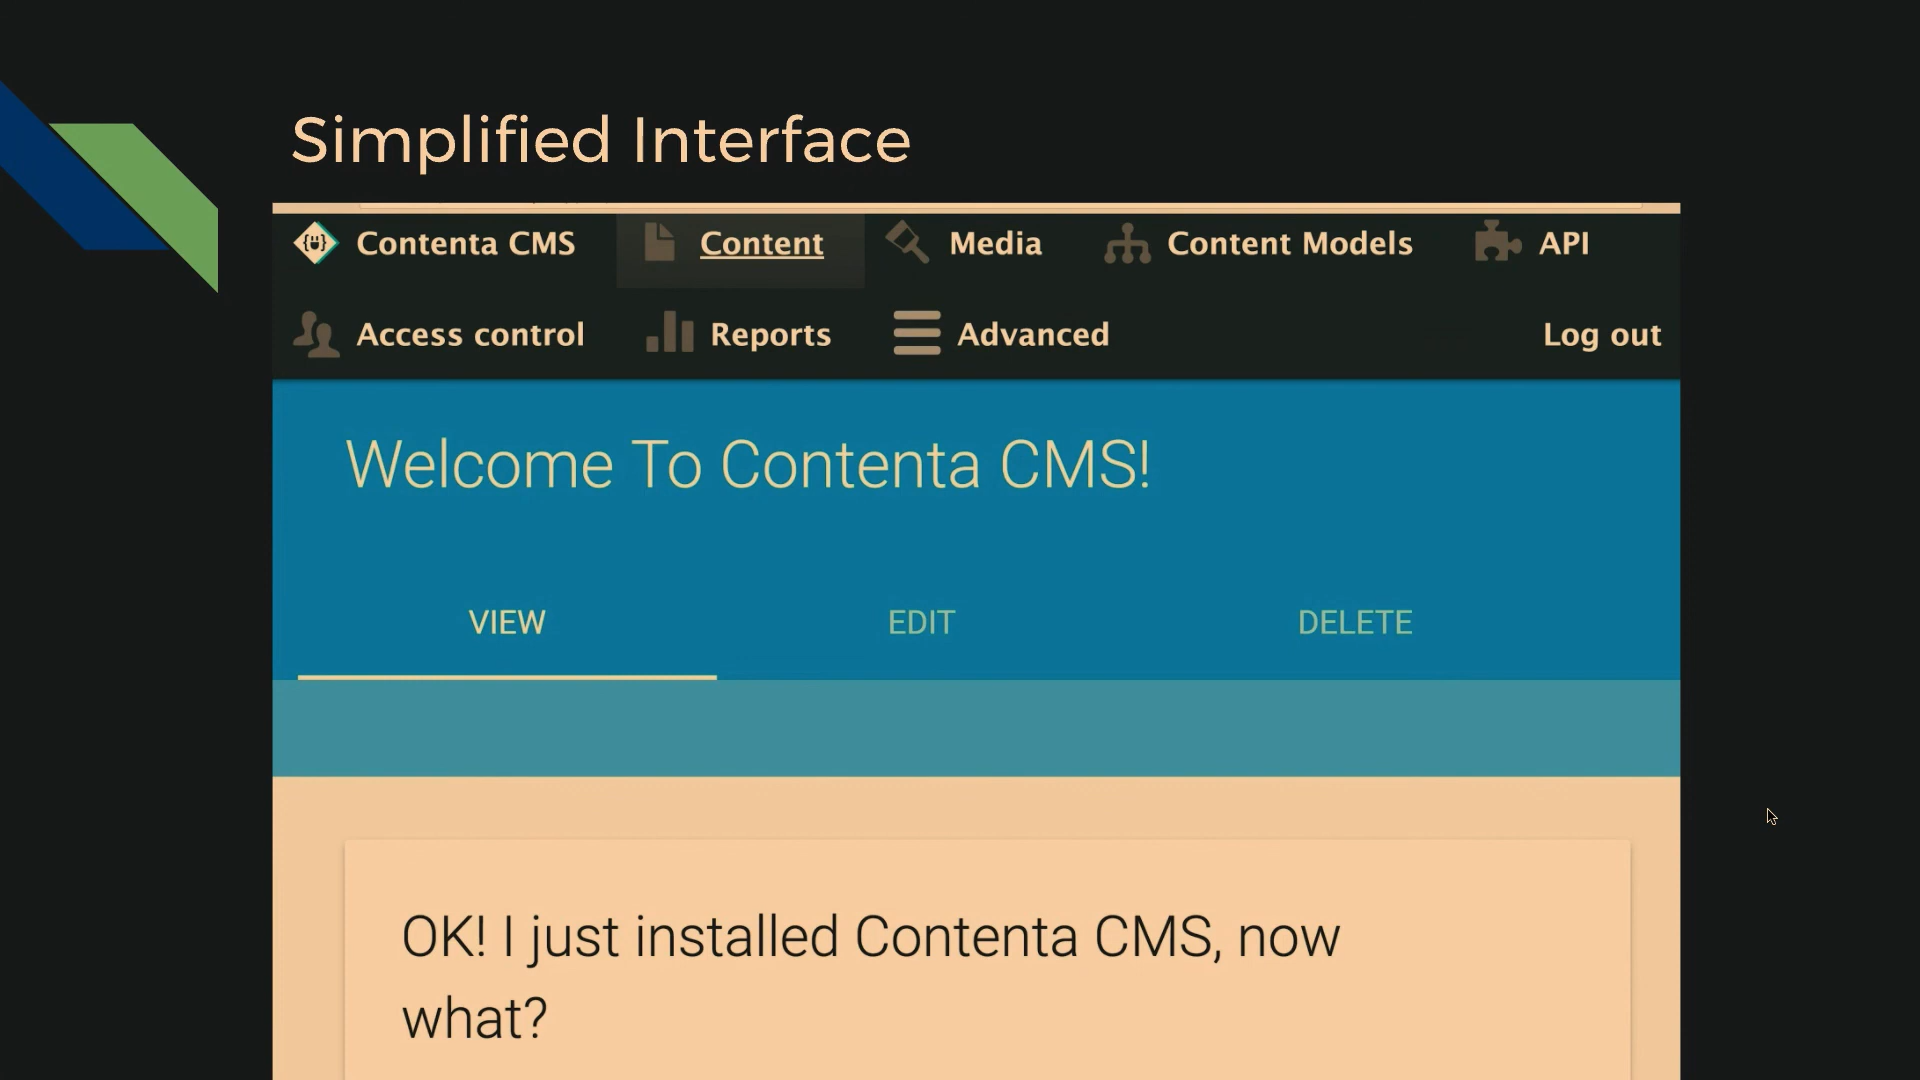 Simplified Interface
Contenta CMS Content Media Content Models API
Access control Reports Advanced Log out
Welcome To Contenta CMS!
VIEW EDIT DELETE
OK! I just installed Contenta CMS, now
what?